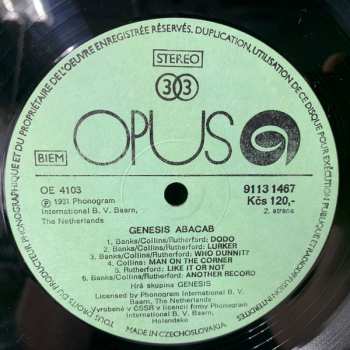 TOUS DROITS DU PRODUCTEUR PHONOGRAPHIQUE ET DU PROPRIÉTAIRE DE L'OEUVRE ENREGISTRÉE RÉSERVÉS. DUPLICATION, UTILISATION DE CE DISQUE POUR EXÉCUTION PUBLIQUE ET RADIODIFFUSION INTERDITES
STEREO
33
OPUS
BIEM
OE 4103
9113 1467
Kčs 120,-
℗ 1981 Phonogram
International B. V. Baarn,
The Netherlands
2. strana
GENESIS ABACAB
1. Banks/Collins/Rutherford: DODO
2. Banks/Collins/Rutherford: LURKER
3. Banks/Collins/Rutherford: WHO DUNNIT?
4. Collins: MAN ON THE CORNER
5. Rutherford: LIKE IT OR NOT
6. Banks/Collins/Rutherford: ANOTHER RECORD
Hrá skupina GENESIS
Licensed by Phonogram International B. V.
Baarn, The Netherlands
Vyrobené v ČSSR v licencii firmy Phonogram
International B. V. Baarn,
Holandsko
MADE IN CZECHOSLOVAKIA